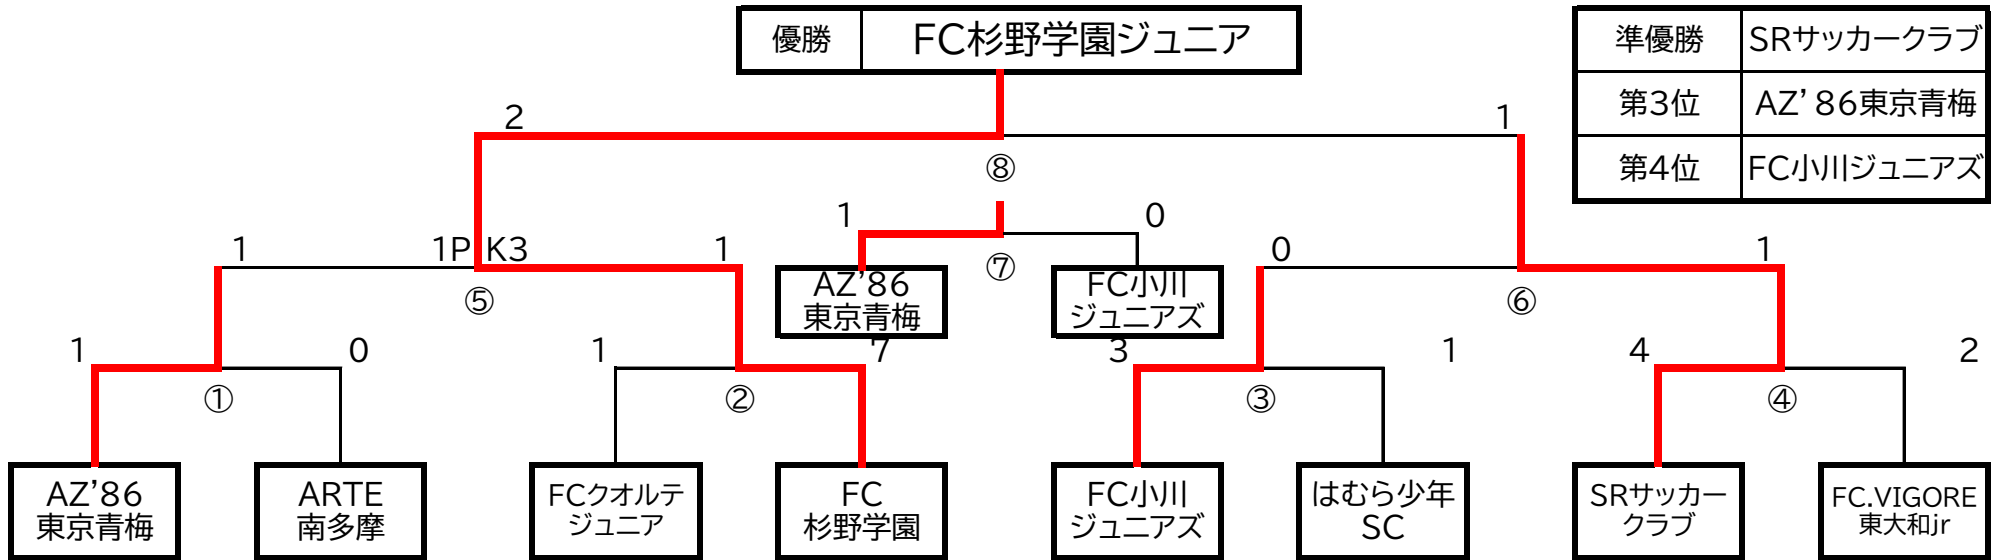 優勝 FC杉野学園ジュニア
準優勝 SRサッカークラブ
第3位 AZ'86東京青梅
第4位 FC小川ジュニアズ
2 1
⑧
1 0
⑦
AZ'86
東京青梅
FC小川
ジュニアズ
1 1PK3 1
⑤
0 1
⑥
1 0
①
1 7
②
3 1
③
4 2
④
AZ'86
東京青梅
ARTE
南多摩
FCクオルテ
ジュニア
FC
杉野学園
FC小川
ジュニアズ
はむら少年
SC
SRサッカー
クラブ
FC.VIGORE
東大和jr